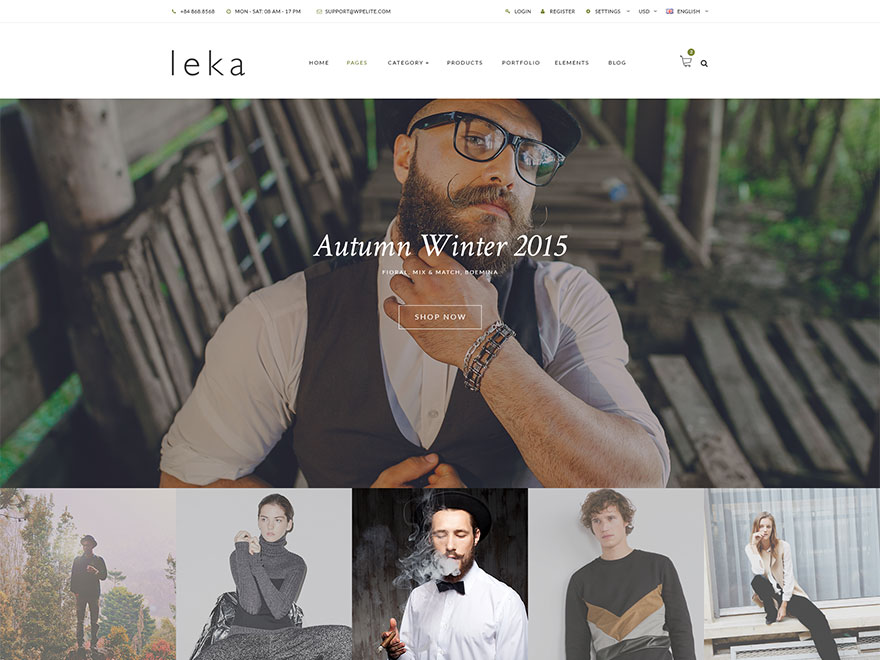 +84 868 8568 MON - SAT: 08 AM - 17 PM SUPPORT@WPELITE.COM LOGIN REGISTER SETTINGS USD ENGLISH
leka HOME PAGES CATEGORY PRODUCTS PORTFOLIO ELEMENTS BLOG
Autumn Winter 2015
FIORAL, MIX & MATCH, BOEMINA
SHOP NOW